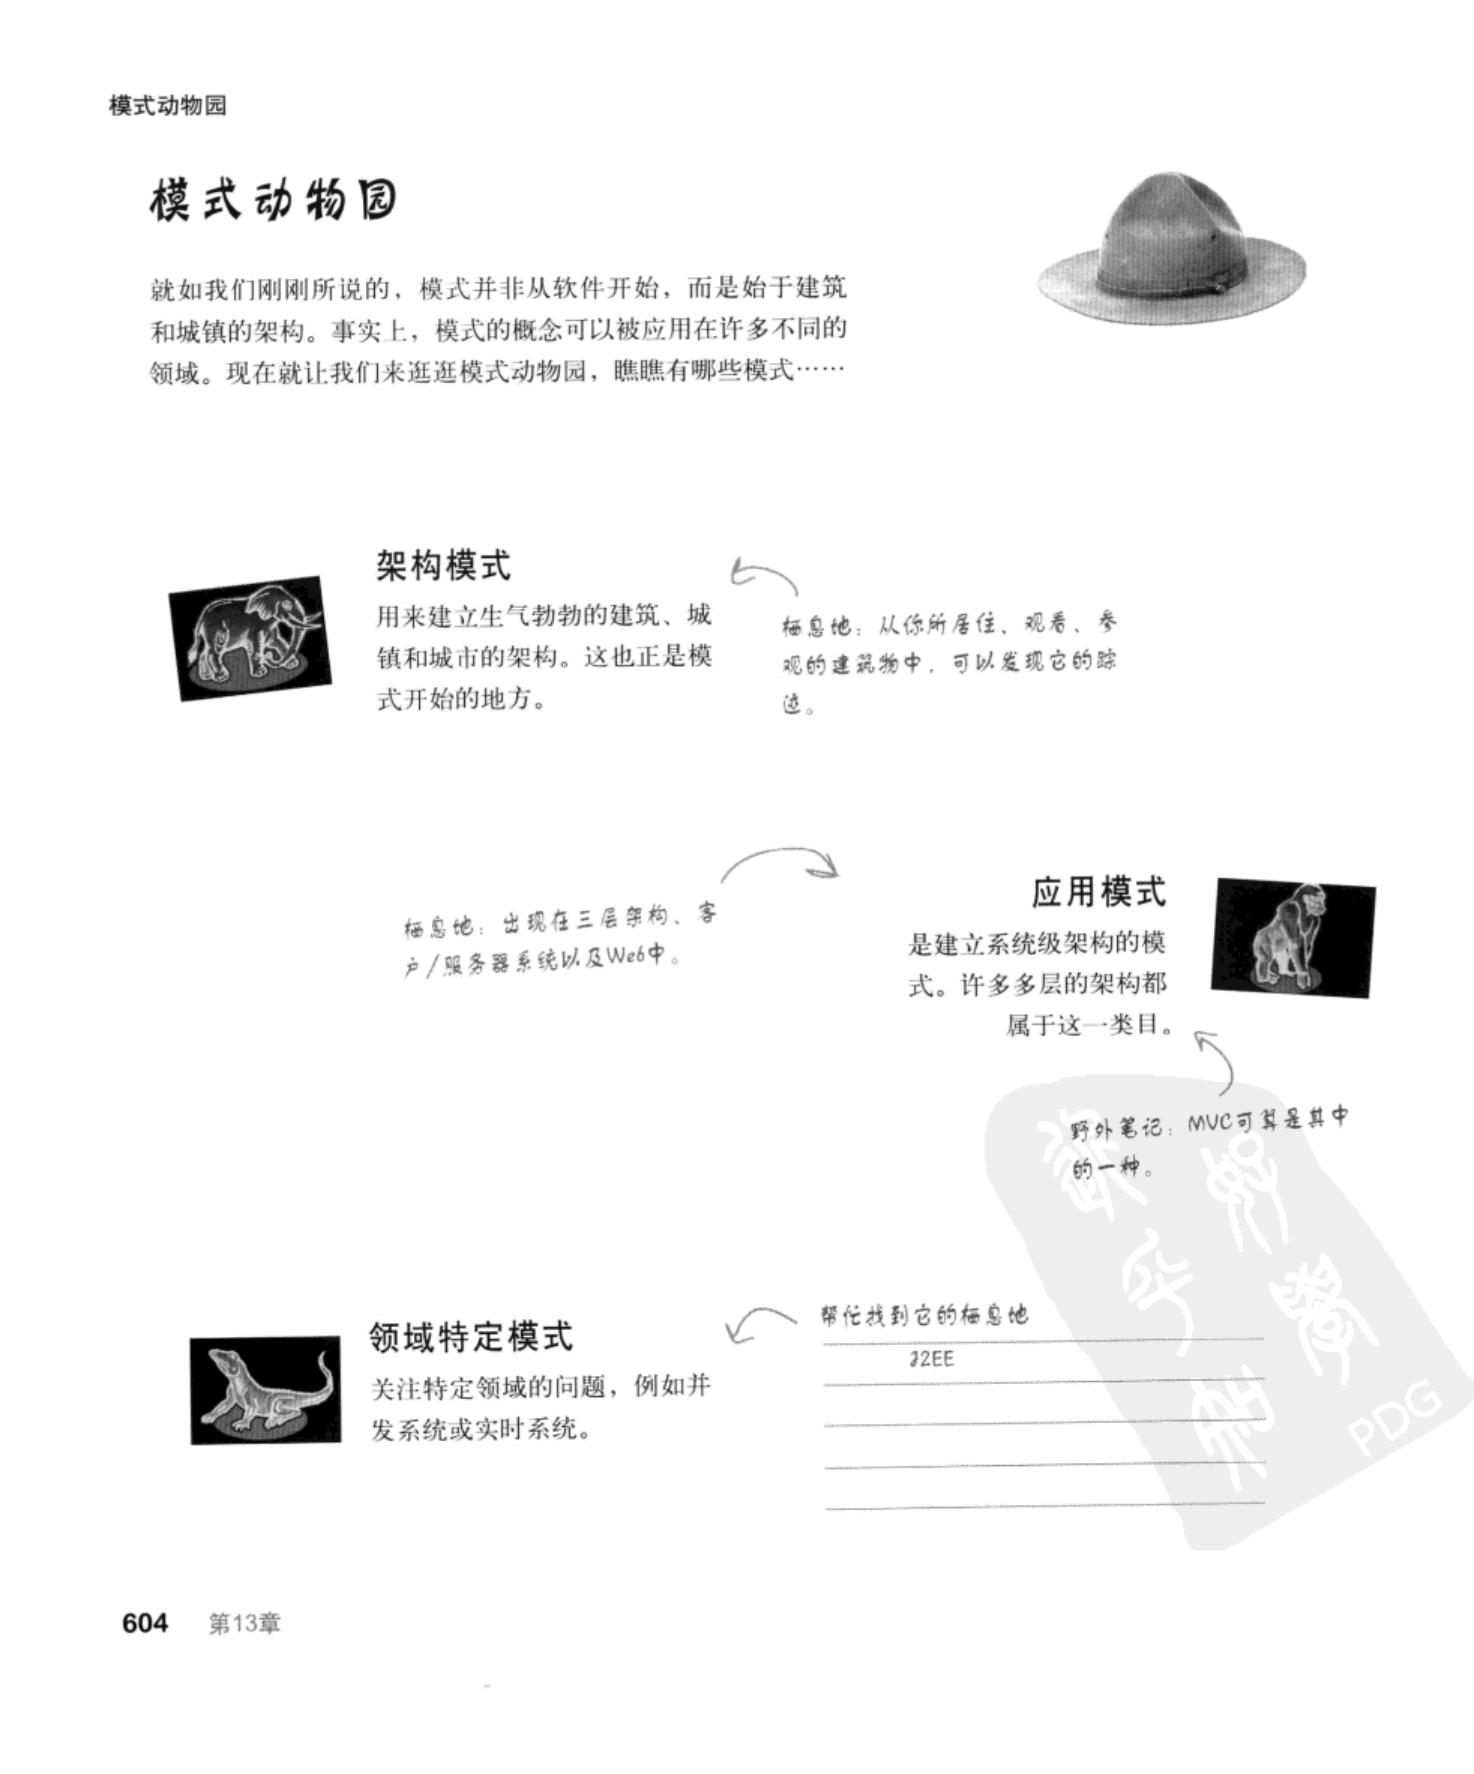 模式动物园
模式动物园
就如我们刚刚所说的，模式并非从软件开始，而是始于建筑
和城镇的架构。事实上，模式的概念可以被应用在许多不同的
领域。现在就让我们来逛逛模式动物园，瞧瞧有哪些模式……
架构模式
用来建立生气勃勃的建筑、城
镇和城市的架构。这也正是模
式开始的地方。
栖息地：从你所居住、观看、参
观的建筑物中，可以发现它的踪
迹。
栖息地：出现在三层架构、客
户/服务器系统以及Web中。
应用模式
是建立系统级架构的模
式。许多多层的架构都
属于这一类目。
野外笔记：MVC可算是其中
的一种。
领域特定模式
关注特定领域的问题，例如并
发系统或实时系统。
帮忙找到它的栖息地
J2EE
PDG
604 第13章